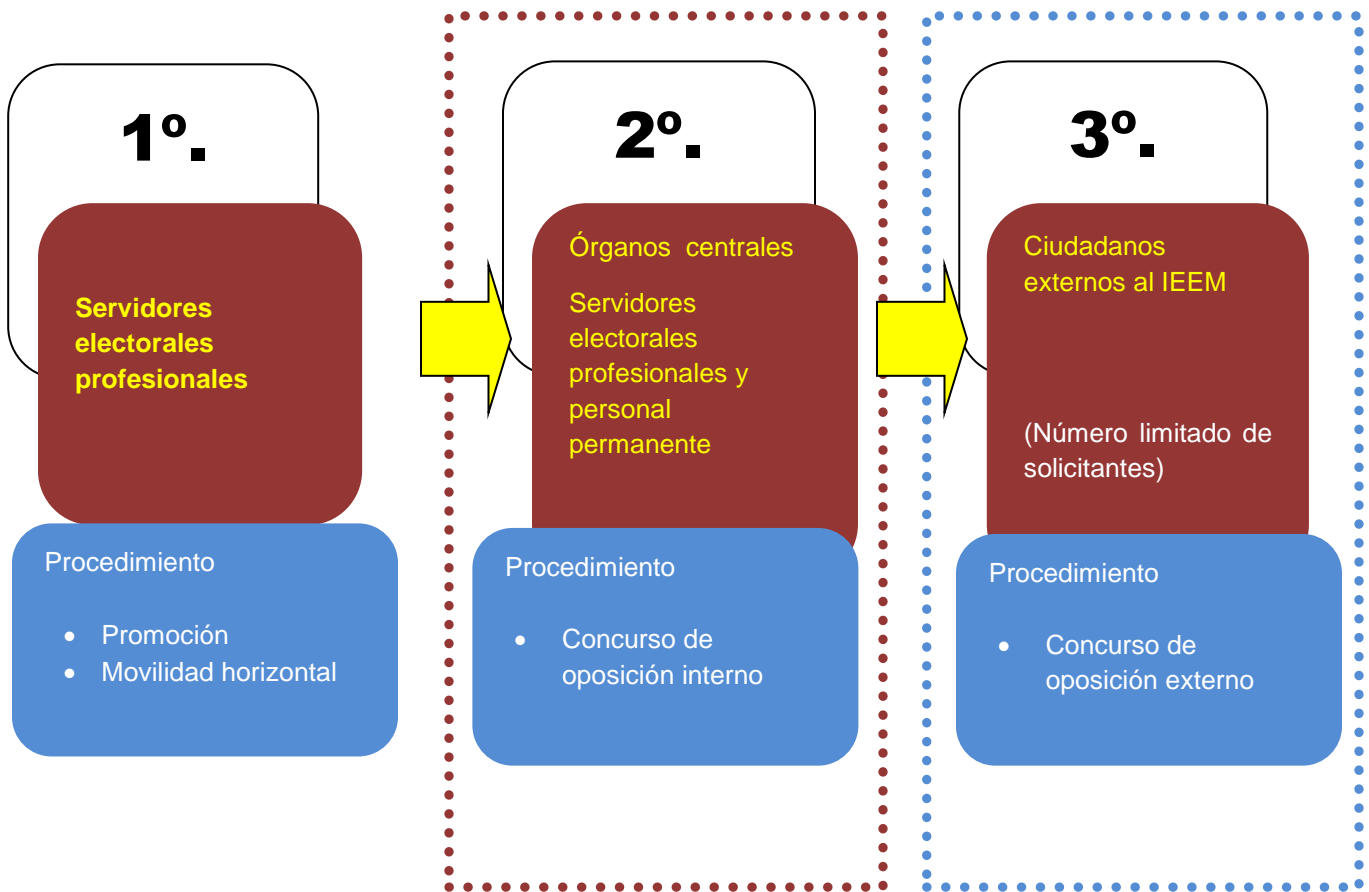 1º.
Servidores
electorales
profesionales
Procedimiento
• Promoción
• Movilidad horizontal
2º.
Órganos centrales
Servidores
electorales
profesionales y
personal
permanente
Procedimiento
• Concurso de
oposición interno
3º.
Ciudadanos
externos al IEEM
(Número limitado de
solicitantes)
Procedimiento
• Concurso de
oposición externo